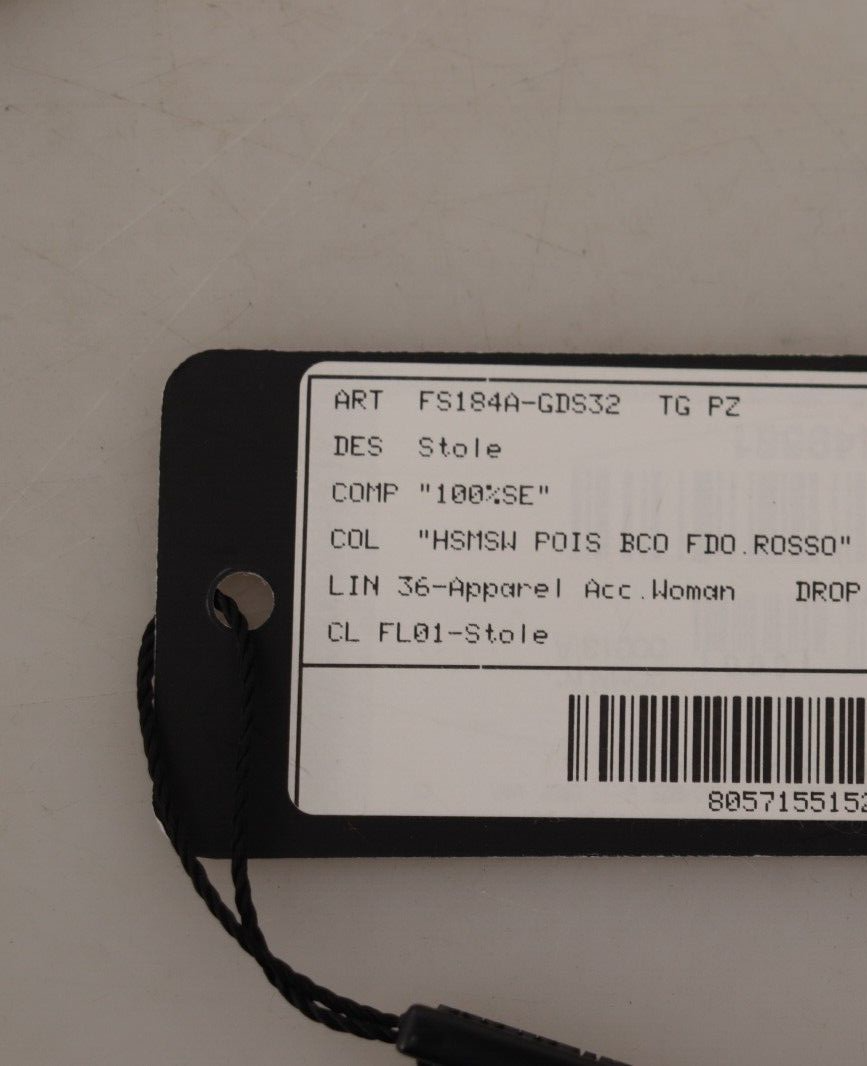 ART FS184A-GDS32 TG PZ
DES Stole
COMP "100%SE"
COL "HSMSW POIS BCO FDO.ROSSO"
LIN 36-Apparel Acc.Woman DROP
CL FL01-Stole
8057155152